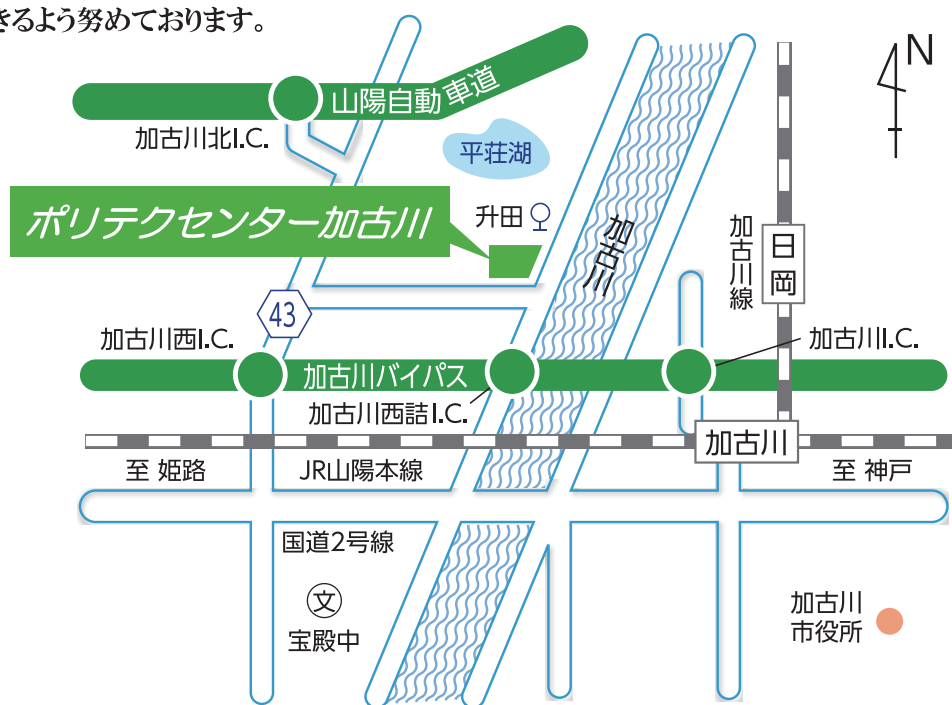 きるよう努めております。
N
山陽自動車道
加古川北I.C.
平荘湖
ポリテクセンター加古川
升田
加古川
加古川線
日岡
43
加古川西I.C.
加古川I.C.
加古川バイパス
加古川西詰I.C.
加古川
至 姫路
JR山陽本線
至 神戸
国道2号線
文
宝殿中
加古川
市役所